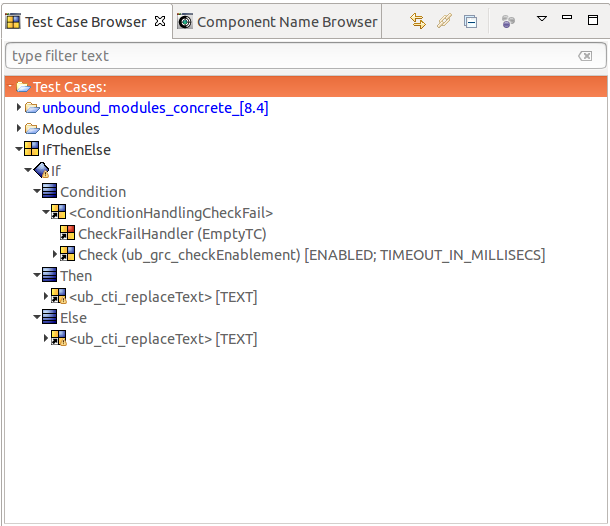 Test Case Browser Component Name Browser
type filter text
Test Cases:
unbound_modules_concrete_[8.4]
Modules
IfThenElse
If
Condition
<ConditionHandlingCheckFail>
CheckFailHandler (EmptyTC)
Check (ub_grc_checkEnablement) [ENABLED; TIMEOUT_IN_MILLISECS]
Then
<ub_cti_replaceText> [TEXT]
Else
<ub_cti_replaceText> [TEXT]